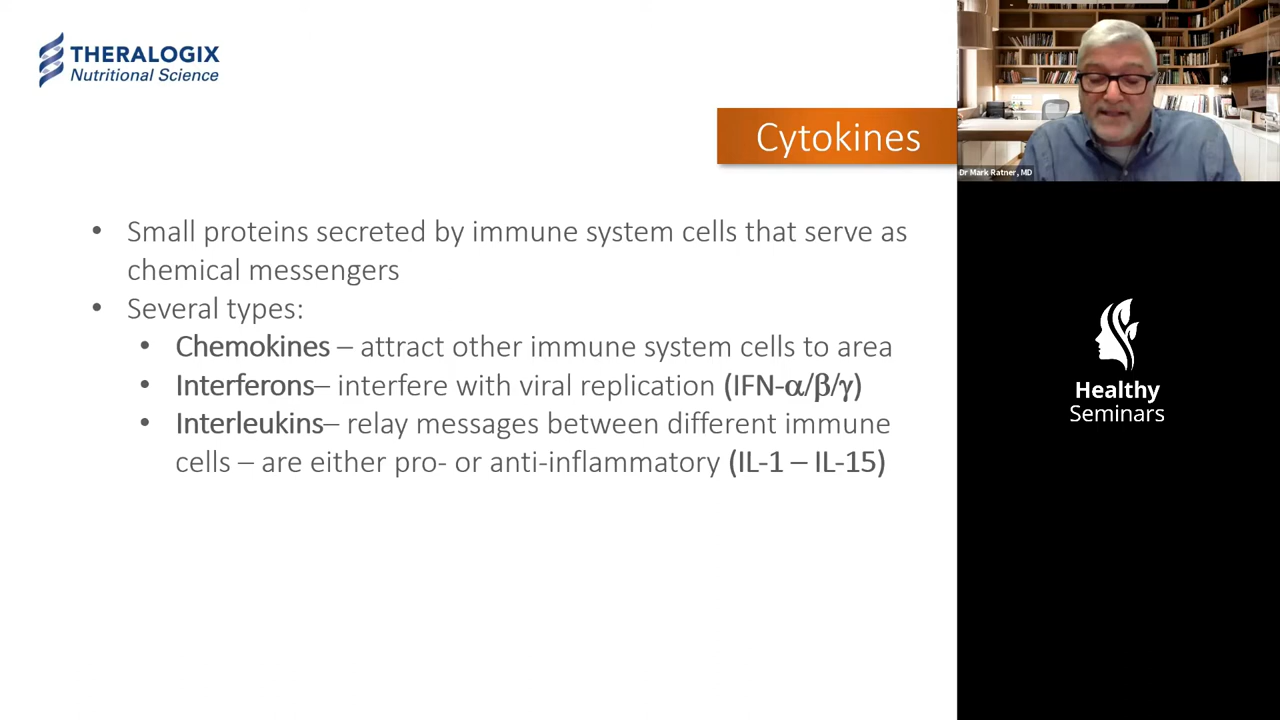 THERALOGIX
Nutritional Science
Cytokines
Dr Mark Ratner, MD
• Small proteins secreted by immune system cells that serve as
chemical messengers
• Several types:
• Chemokines – attract other immune system cells to area
• Interferons– interfere with viral replication (IFN-α/β/γ)
• Interleukins– relay messages between different immune
cells – are either pro- or anti-inflammatory (IL-1 – IL-15)
Healthy
Seminars